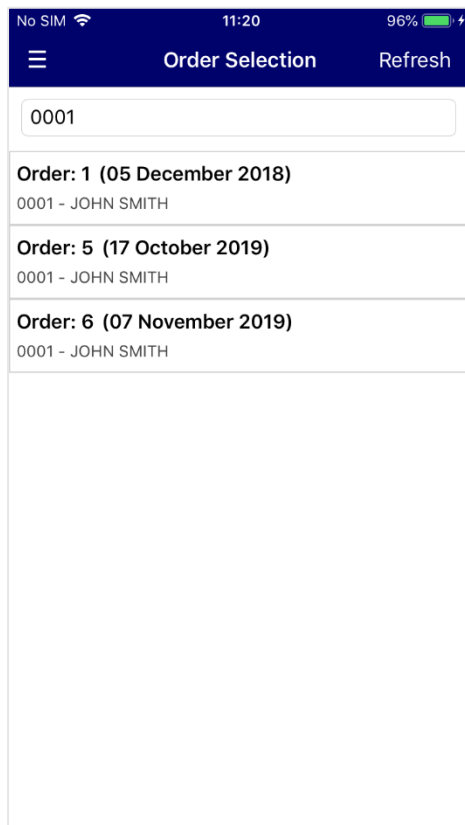 No SIM 11:20 96%
Order Selection Refresh
0001
Order: 1 (05 December 2018)
0001 - JOHN SMITH
Order: 5 (17 October 2019)
0001 - JOHN SMITH
Order: 6 (07 November 2019)
0001 - JOHN SMITH